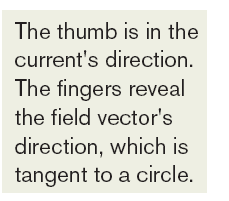 The thumb is in the
current's direction.
The fingers reveal
the field vector's
direction, which is
tangent to a circle.